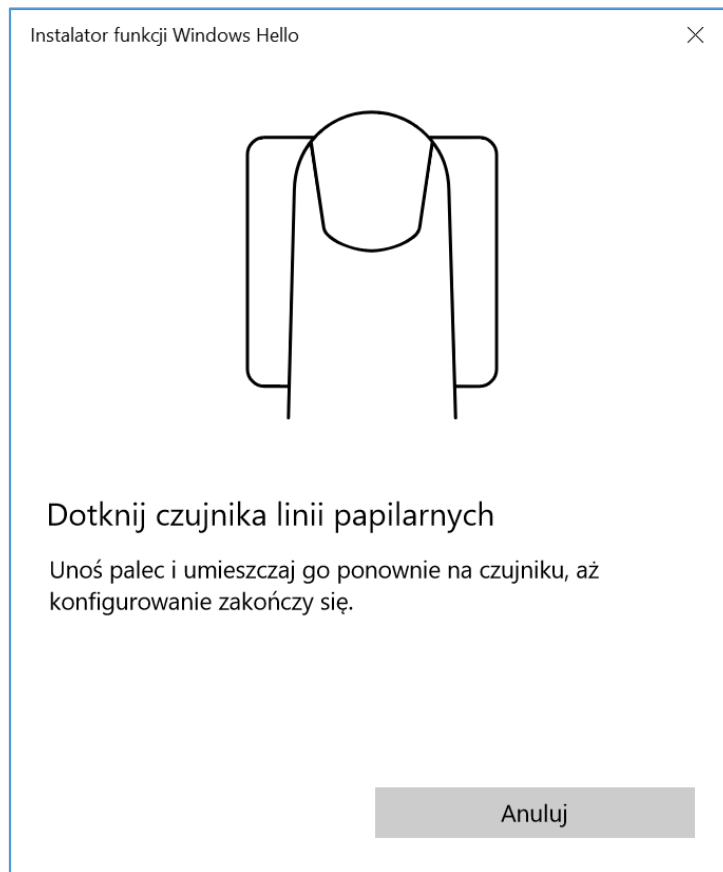 Instalator funkcji Windows Hello
Dotknij czujnika linii papilarnych
Unoś palec i umieszczaj go ponownie na czujniku, aż
konfigurowanie zakończy się.
Anuluj